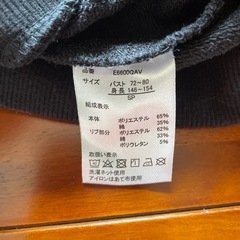 品番 E6600QAV
サイズ バスト 72~80
身長 146~154
SP
組成表示
本体 ポリエステル 65%
綿 35%
リブ部分 ポリエステル 62%
綿 33%
ポリウレタン 5%
取扱い表示
洗濯ネット使用
アイロンはあて布使用